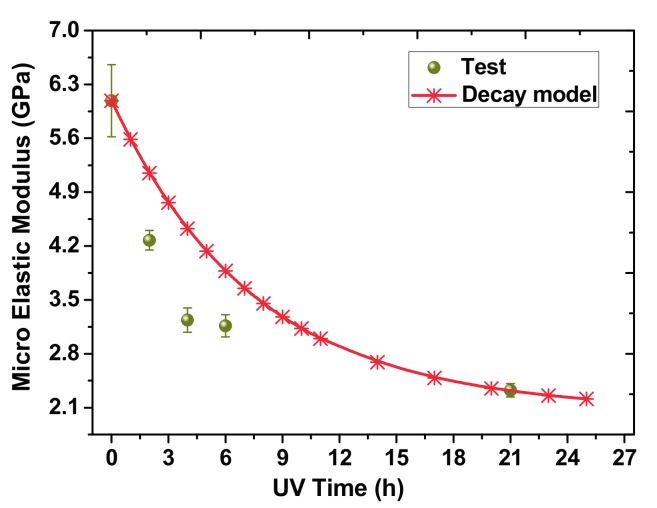 7.0
6.3
5.6
4.9
4.2
3.5
2.8
2.1
Micro Elastic Modulus (GPa)
Test
Decay model
0 3 6 9 12 15 18 21 24 27
UV Time (h)